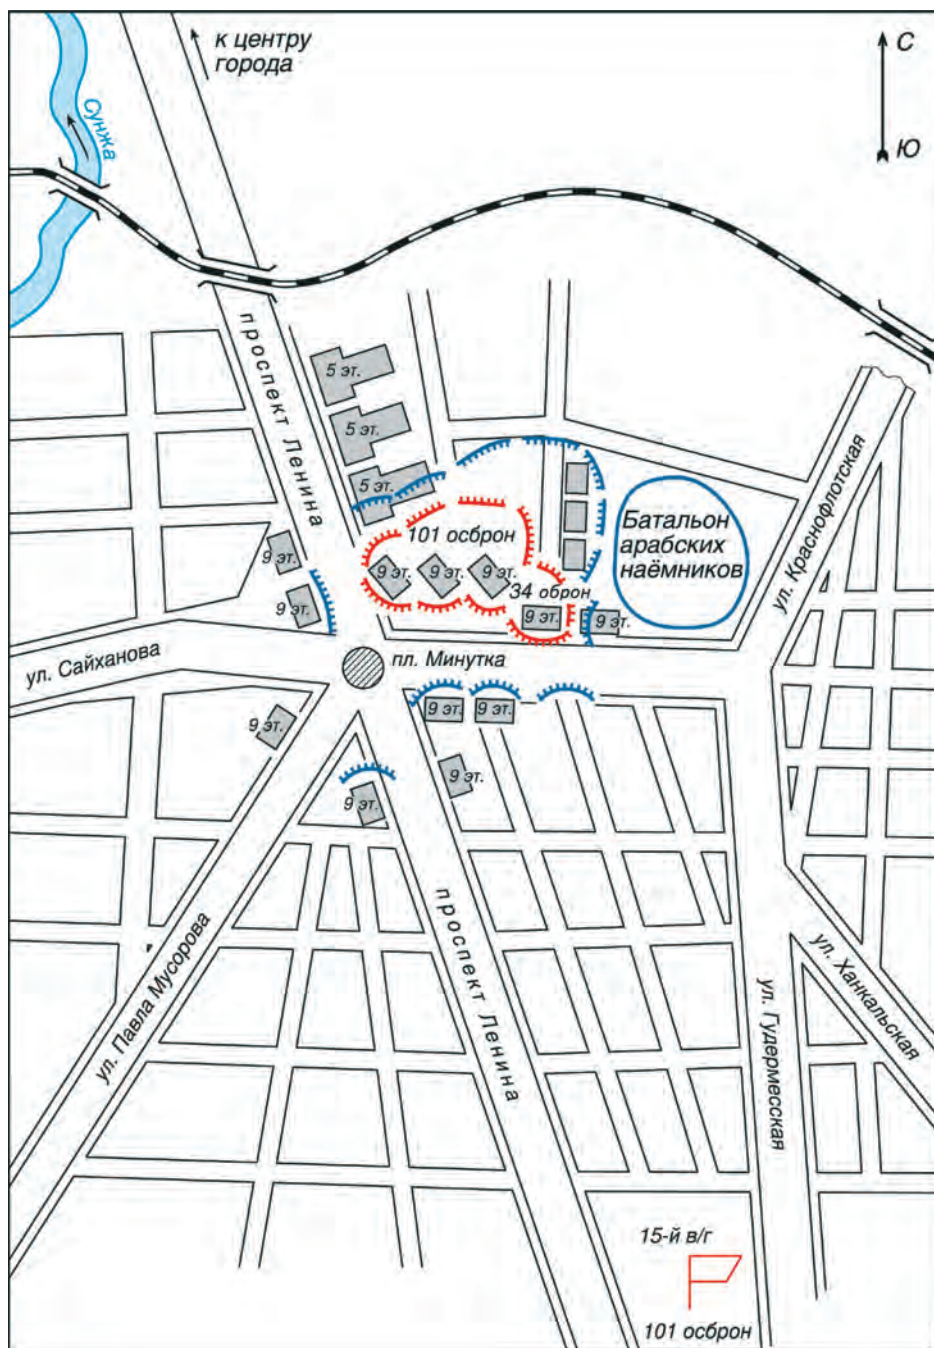 к центру
города
С
Ю
Сунжа
проспект Ленина
5 эт.
5 эт.
5 эт.
101 осброн
Батальон
арабских
наёмников
ул. Краснофлотская
9 эт.
9 эт.
9 эт.
9 эт.
9 эт.
34 оброн
9 эт.
9 эт.
ул. Сайханова
пл. Минутка
9 эт.
9 эт.
9 эт.
9 эт.
9 эт.
ул. Павла Мусорова
проспект Ленина
ул. Гудермесская
ул. Ханкальская
15-й в/г
101 осброн